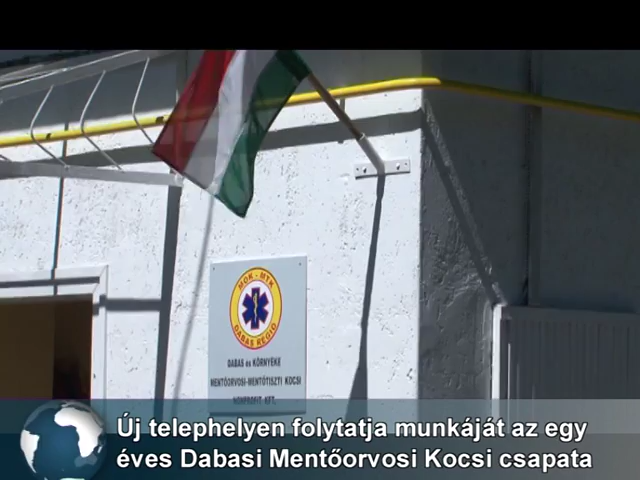 MOK - MTK
DABAS RÉGIÓ
DABAS és KÖRNYÉKE
MENTŐORVOSI-MENTŐTISZTI KOCSI
NONPROFIT KFT.
Új telephelyen folytatja munkáját az egy
éves Dabasi Mentőorvosi Kocsi csapata